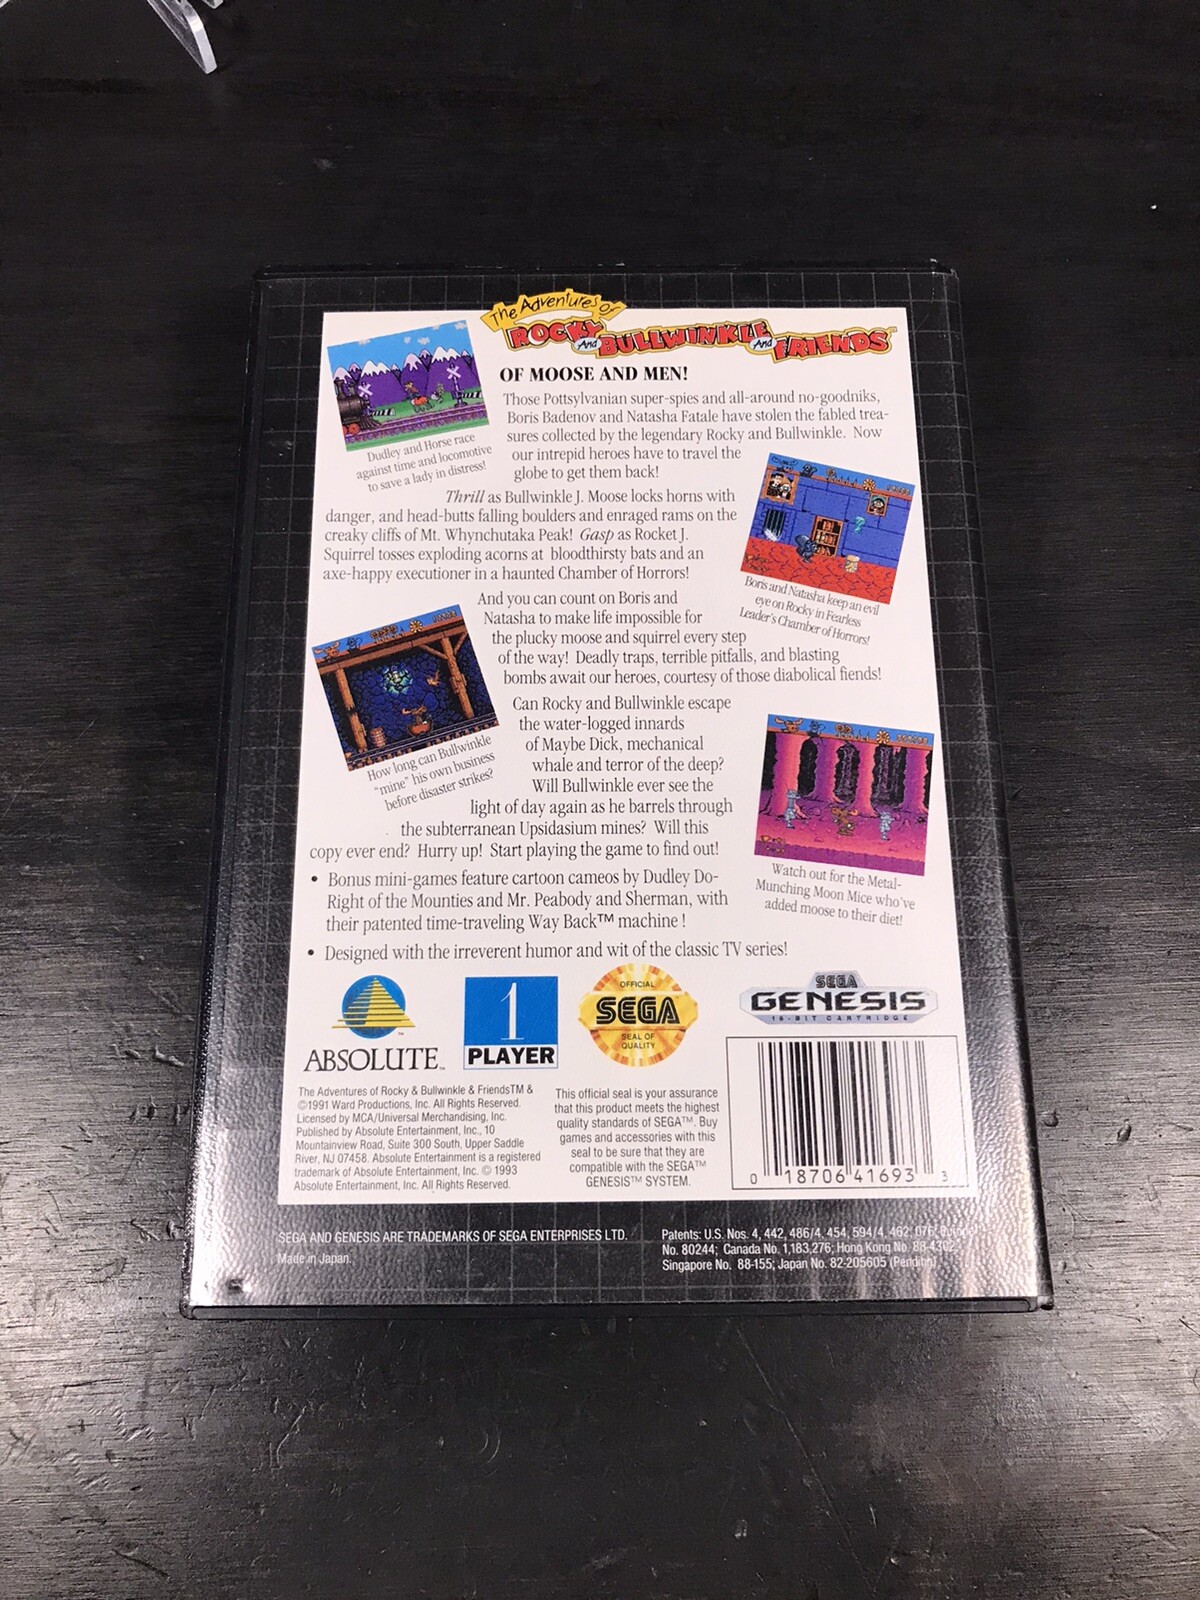 The Adventures of
ROCKY And BULLWINKLE And FRIENDS™
OF MOOSE AND MEN!
Those Pottsylvanian super-spies and all-around no-goodniks,
Boris Badenov and Natasha Fatale have stolen the fabled trea-
sures collected by the legendary Rocky and Bullwinkle. Now
our intrepid heroes have to travel the
globe to get them back!
Dudley and Horse race
against time and locomotive
to save a lady in distress!
Thrill as Bullwinkle J. Moose locks horns with
danger, and head-butts falling boulders and enraged rams on the
creaky cliffs of Mt. Whynchutaka Peak! Gasp as Rocket J.
Squirrel tosses exploding acorns at bloodthirsty bats and an
axe-happy executioner in a haunted Chamber of Horrors!
Boris and Natasha keep an evil
eye on Rocky in Fearless
Leader's Chamber of Horrors!
And you can count on Boris and
Natasha to make life impossible for
the plucky moose and squirrel every step
of the way! Deadly traps, terrible pitfalls, and blasting
bombs await our heroes, courtesy of those diabolical fiends!
How long can Bullwinkle
"mine" his own business
before disaster strikes?
Can Rocky and Bullwinkle escape
the water-logged innards
of Maybe Dick, mechanical
whale and terror of the deep?
Will Bullwinkle ever see the
light of day again as he barrels through
the subterranean Upsidasium mines? Will this
copy ever end? Hurry up! Start playing the game to find out!
Watch out for the Metal-
Munching Moon Mice who've
added moose to their diet!
• Bonus mini-games feature cartoon cameos by Dudley Do-
Right of the Mounties and Mr. Peabody and Sherman, with
their patented time-traveling Way Back™ machine !
• Designed with the irreverent humor and wit of the classic TV series!
ABSOLUTE™
1
PLAYER
OFFICIAL
SEGA
SEAL OF
QUALITY
SEGA
GENESIS
16-BIT CARTRIDGE
The Adventures of Rocky & Bullwinkle & FriendsTM &
©1991 Ward Productions, Inc. All Rights Reserved.
Licensed by MCA/Universal Merchandising, Inc.
Published by Absolute Entertainment, Inc., 10
Mountainview Road, Suite 300 South, Upper Saddle
River, NJ 07458. Absolute Entertainment is a registered
trademark of Absolute Entertainment, Inc. © 1993
Absolute Entertainment, Inc. All Rights Reserved.
This official seal is your assurance
that this product meets the highest
quality standards of SEGA™. Buy
games and accessories with this
seal to be sure that they are
compatible with the SEGA™
GENESIS™ SYSTEM.
0 18706 41693 3
SEGA AND GENESIS ARE TRADEMARKS OF SEGA ENTERPRISES LTD.
Made in Japan.
Patents: U.S. Nos. 4, 442, 486/4, 454, 594/4, 462, 076;
No. 80244; Canada No. 1,183,276; Hong Kong No. 88-4302;
Singapore No. 88-155; Japan No. 82-205605 (Pending)